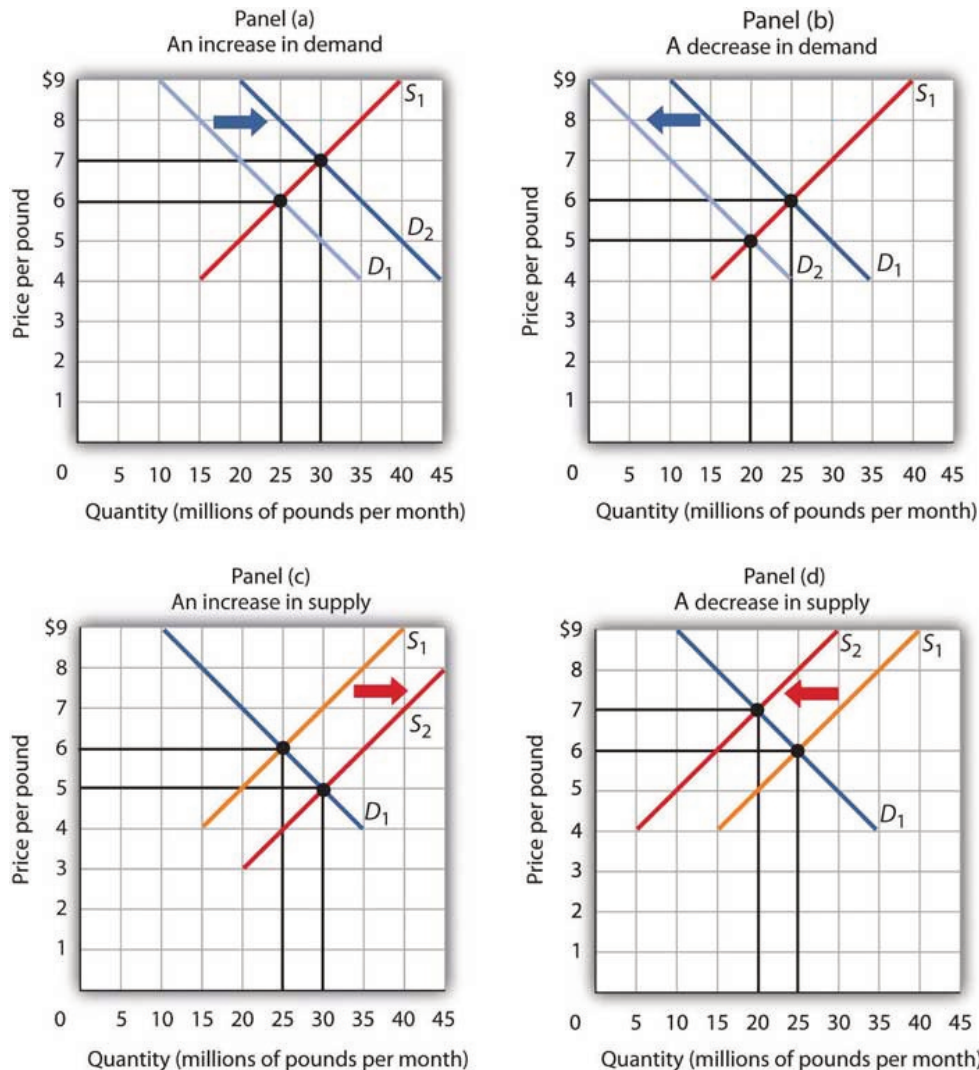 Panel (a)
An increase in demand
$9
8
7
6
5
4
3
2
1
0
5 10 15 20 25 30 35 40 45
S1
D2
D1
Price per pound
Quantity (millions of pounds per month)
Panel (b)
A decrease in demand
$9
8
7
6
5
4
3
2
1
0
5 10 15 20 25 30 35 40 45
S1
D2
D1
Price per pound
Quantity (millions of pounds per month)
Panel (c)
An increase in supply
$9
8
7
6
5
4
3
2
1
0
5 10 15 20 25 30 35 40 45
S1
S2
D1
Price per pound
Quantity (millions of pounds per month)
Panel (d)
A decrease in supply
$9
8
7
6
5
4
3
2
1
0
5 10 15 20 25 30 35 40 45
S2
S1
D1
Price per pound
Quantity (millions of pounds per month)